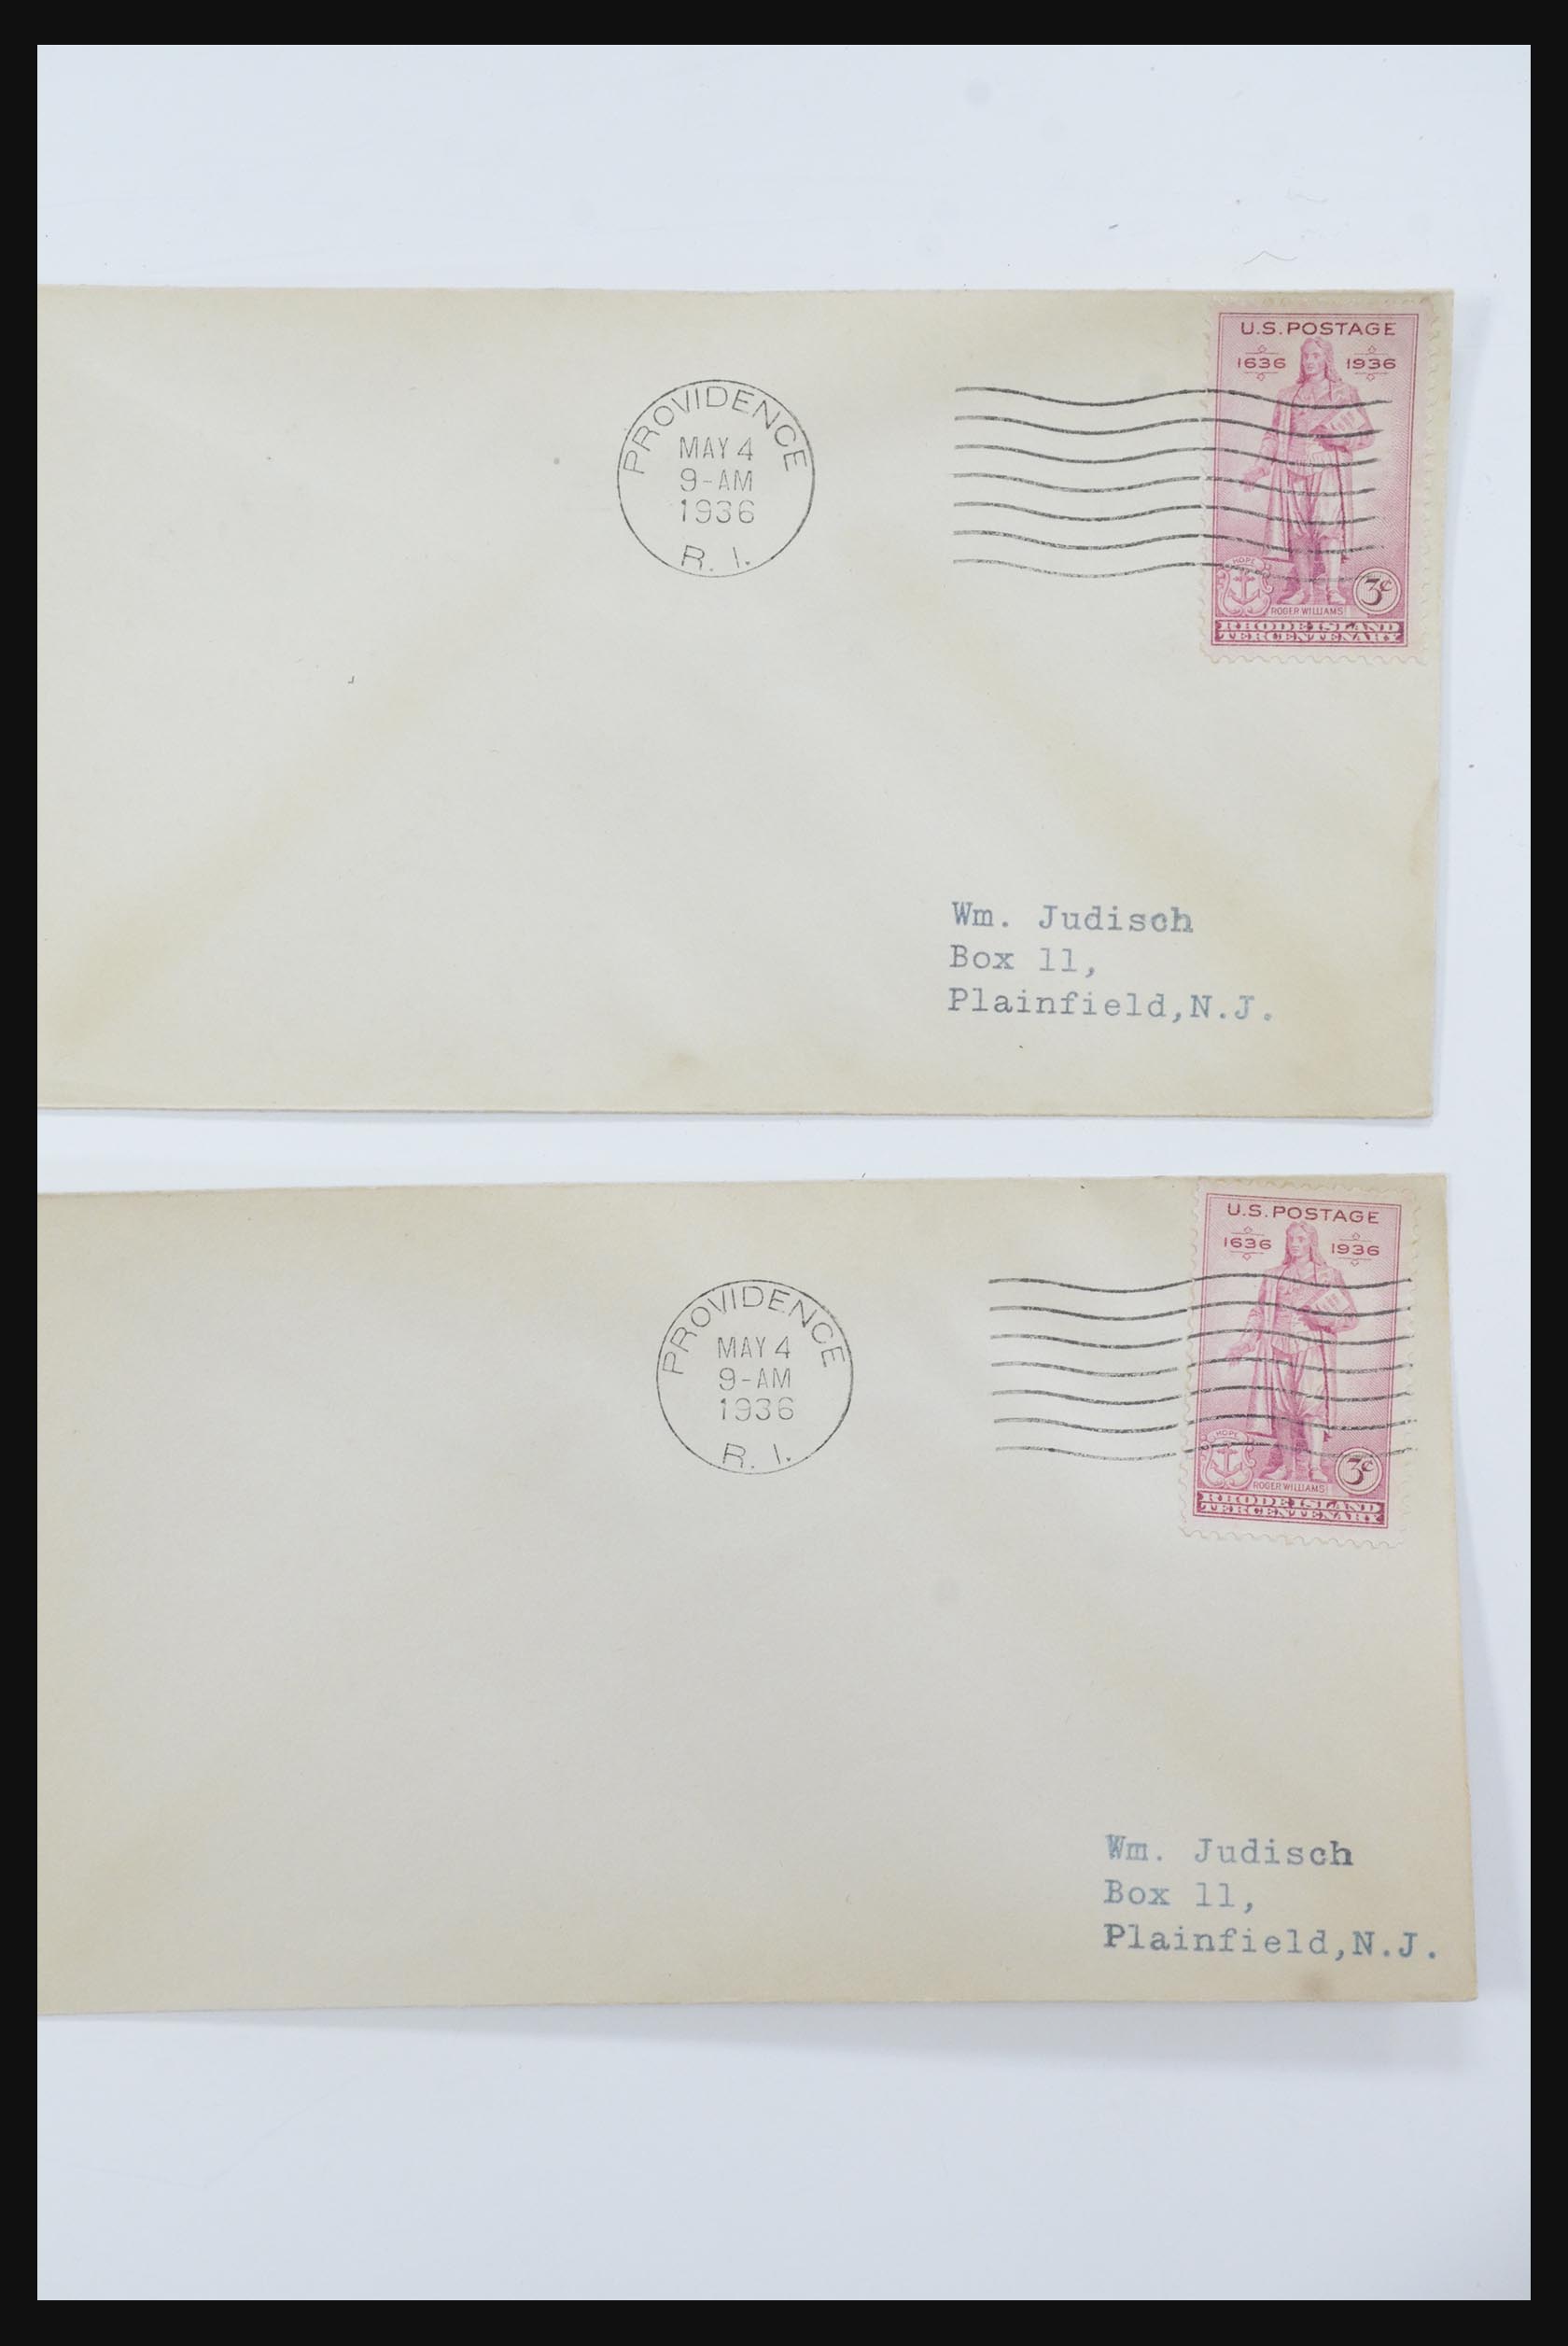 U.S. POSTAGE
1636 1936
PROVIDENCE
MAY 4
9-AM
1936
R. I.
HOPE
ROGER WILLIAMS
3¢
RHODE ISLAND
TERCENTENARY
Wm. Judisch
Box 11,
Plainfield,N.J.
U.S. POSTAGE
1636 1936
PROVIDENCE
MAY 4
9-AM
1936
R. I.
HOPE
ROGER WILLIAMS
3¢
RHODE ISLAND
TERCENTENARY
Wm. Judisch
Box 11,
Plainfield,N.J.